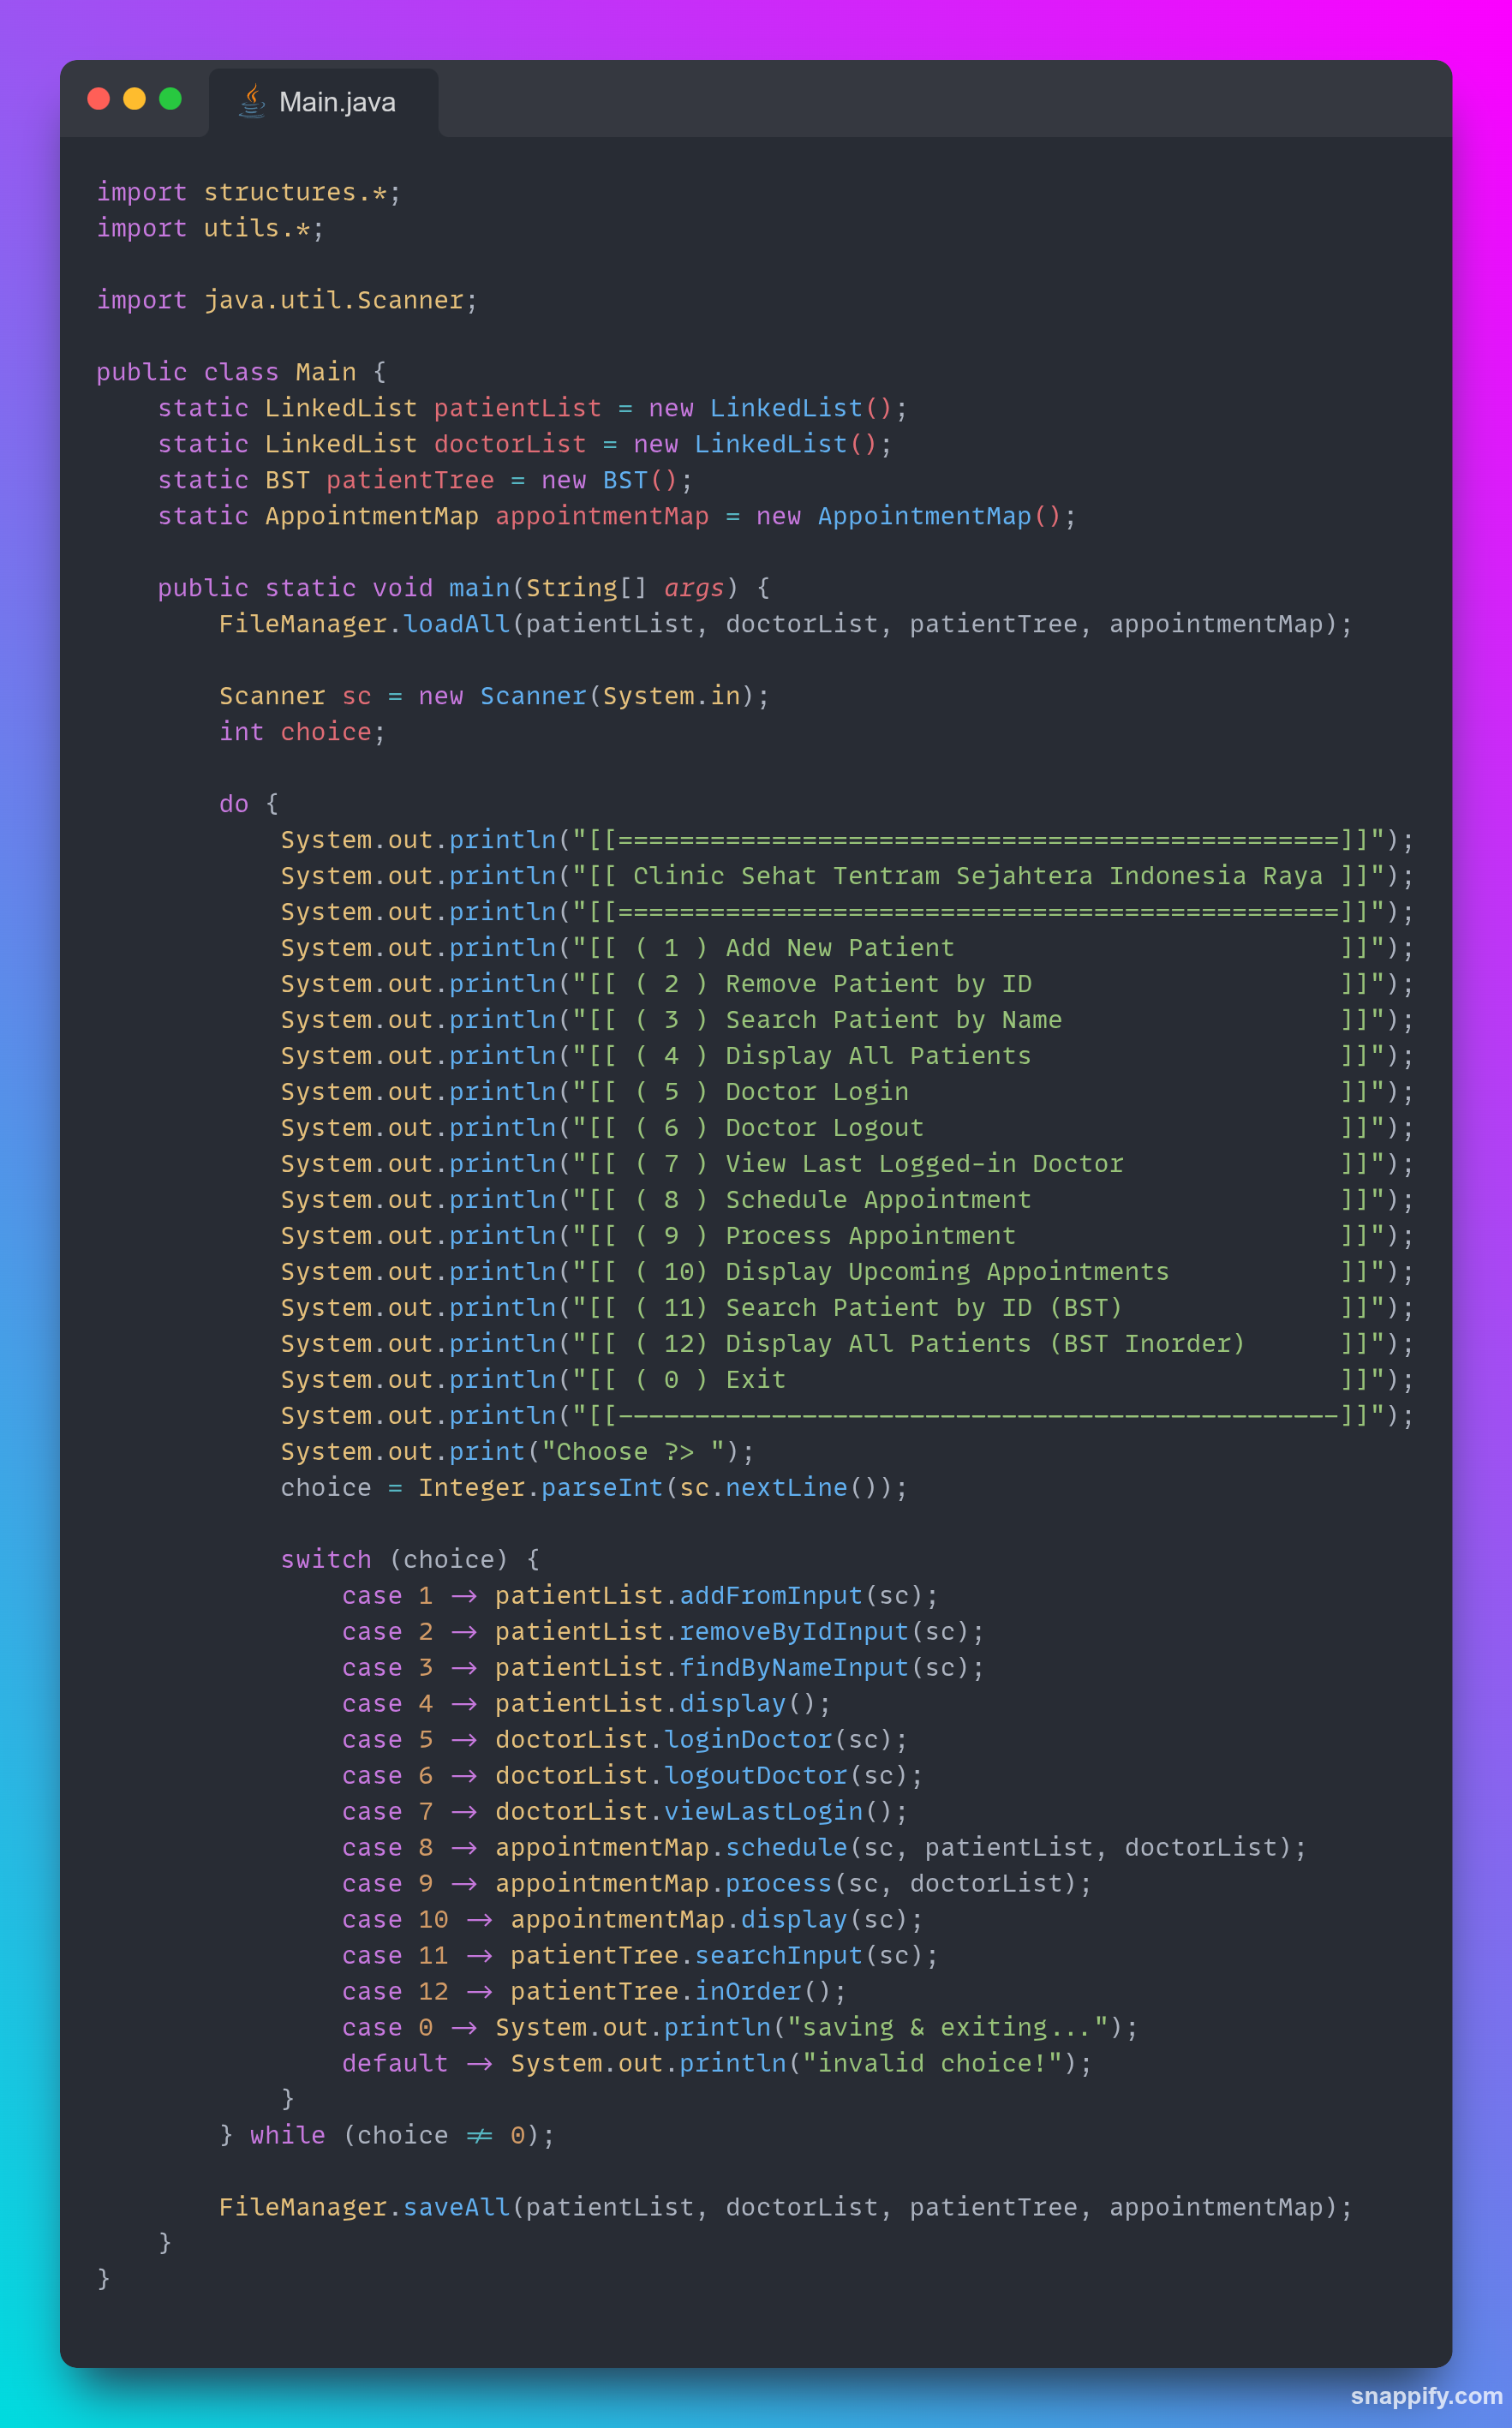 Main.java
import structures.*;
import utils.*;
import java.util.Scanner;
public class Main {
    static LinkedList patientList = new LinkedList();
    static LinkedList doctorList = new LinkedList();
    static BST patientTree = new BST();
    static AppointmentMap appointmentMap = new AppointmentMap();
    public static void main(String[] args) {
        FileManager.loadAll(patientList, doctorList, patientTree, appointmentMap);
        Scanner sc = new Scanner(System.in);
        int choice;
        do {
            System.out.println("[[===============================================]]");
            System.out.println("[[ Clinic Sehat Tentram Sejahtera Indonesia Raya ]]");
            System.out.println("[[===============================================]]");
            System.out.println("[[ ( 1 ) Add New Patient                         ]]");
            System.out.println("[[ ( 2 ) Remove Patient by ID                    ]]");
            System.out.println("[[ ( 3 ) Search Patient by Name                  ]]");
            System.out.println("[[ ( 4 ) Display All Patients                    ]]");
            System.out.println("[[ ( 5 ) Doctor Login                            ]]");
            System.out.println("[[ ( 6 ) Doctor Logout                           ]]");
            System.out.println("[[ ( 7 ) View Last Logged-in Doctor              ]]");
            System.out.println("[[ ( 8 ) Schedule Appointment                    ]]");
            System.out.println("[[ ( 9 ) Process Appointment                     ]]");
            System.out.println("[[ ( 10) Display Upcoming Appointments           ]]");
            System.out.println("[[ ( 11) Search Patient by ID (BST)              ]]");
            System.out.println("[[ ( 12) Display All Patients (BST Inorder)      ]]");
            System.out.println("[[ ( 0 ) Exit                                    ]]");
            System.out.println("[[-----------------------------------------------]]");
            System.out.print("Choose ?> ");
            choice = Integer.parseInt(sc.nextLine());
            switch (choice) {
                case 1 -> patientList.addFromInput(sc);
                case 2 -> patientList.removeByIdInput(sc);
                case 3 -> patientList.findByNameInput(sc);
                case 4 -> patientList.display();
                case 5 -> doctorList.loginDoctor(sc);
                case 6 -> doctorList.logoutDoctor(sc);
                case 7 -> doctorList.viewLastLogin();
                case 8 -> appointmentMap.schedule(sc, patientList, doctorList);
                case 9 -> appointmentMap.process(sc, doctorList);
                case 10 -> appointmentMap.display(sc);
                case 11 -> patientTree.searchInput(sc);
                case 12 -> patientTree.inOrder();
                case 0 -> System.out.println("saving & exiting...");
                default -> System.out.println("invalid choice!");
            }
        } while (choice != 0);
        FileManager.saveAll(patientList, doctorList, patientTree, appointmentMap);
    }
}
snappify.com